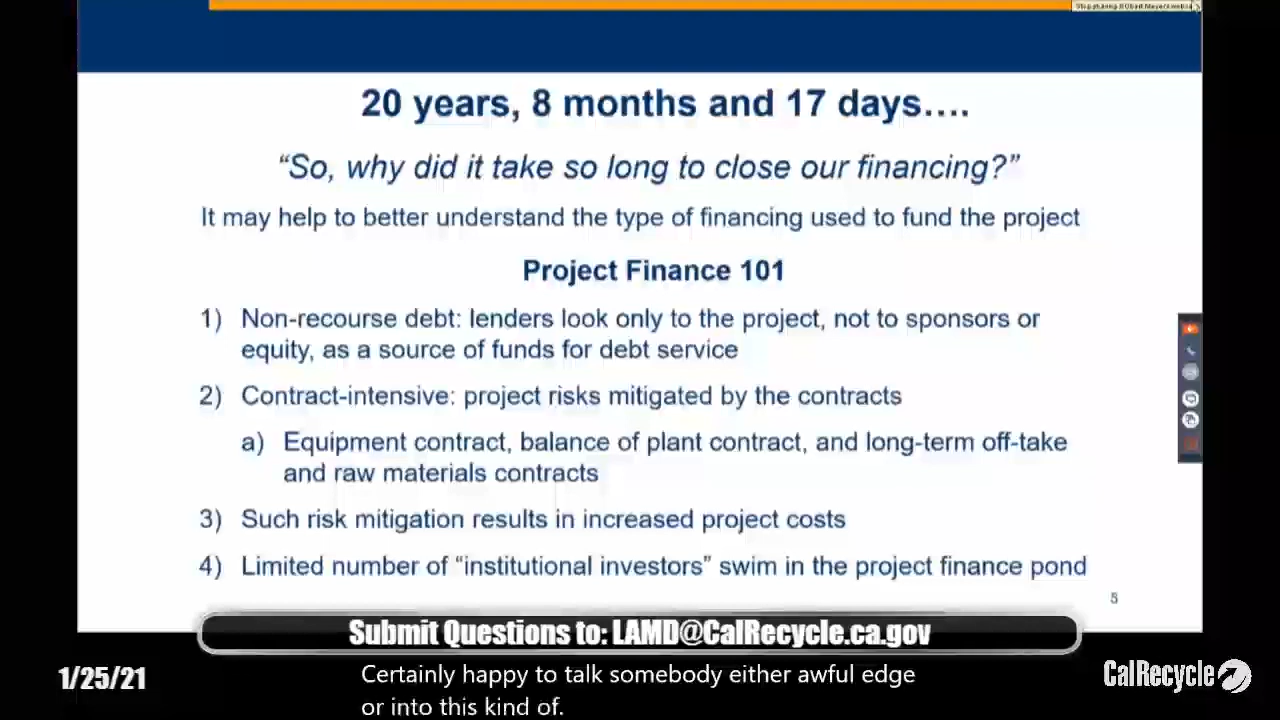 20 years, 8 months and 17 days....
“So, why did it take so long to close our financing?”
It may help to better understand the type of financing used to fund the project
Project Finance 101
1) Non-recourse debt: lenders look only to the project, not to sponsors or
equity, as a source of funds for debt service
2) Contract-intensive: project risks mitigated by the contracts
a) Equipment contract, balance of plant contract, and long-term off-take
and raw materials contracts
3) Such risk mitigation results in increased project costs
4) Limited number of “institutional investors” swim in the project finance pond
Submit Questions to: LAMD@CalRecycle.ca.gov
1/25/21
Certainly happy to talk somebody either awful edge
or into this kind of.
CalRecycle